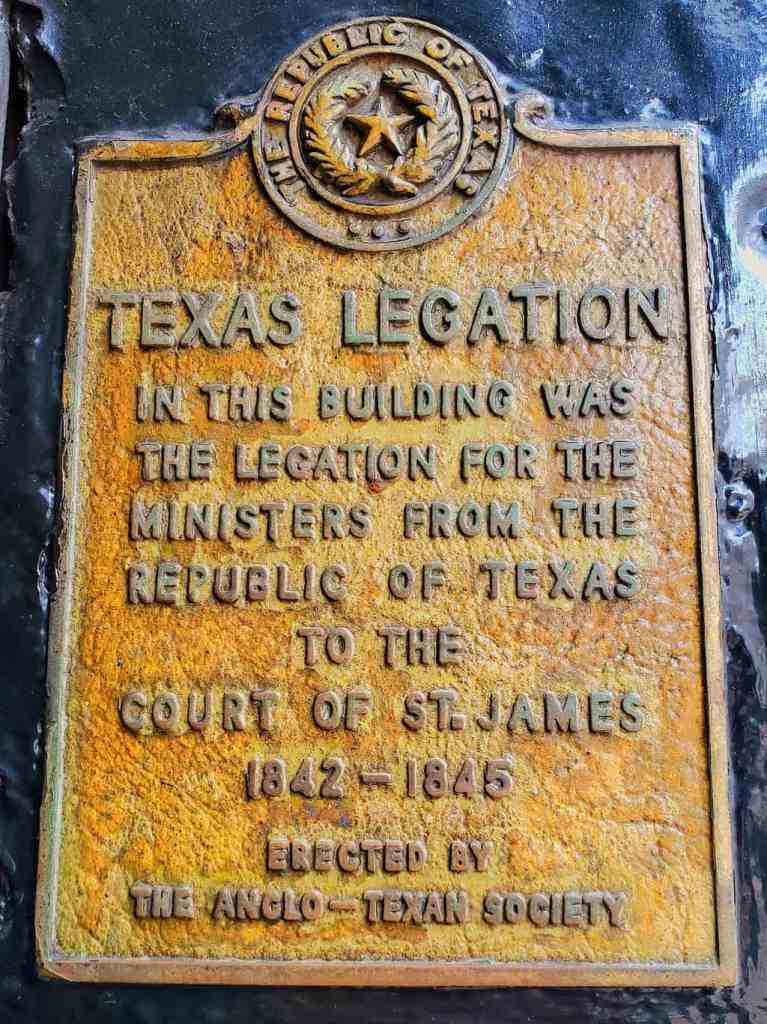 THE REPUBLIC OF TEXAS
TEXAS LEGATION
IN THIS BUILDING WAS
THE LEGATION FOR THE
MINISTERS FROM THE
REPUBLIC OF TEXAS
TO THE
COURT OF ST. JAMES
1842 – 1845
ERECTED BY
THE ANGLO – TEXAN SOCIETY